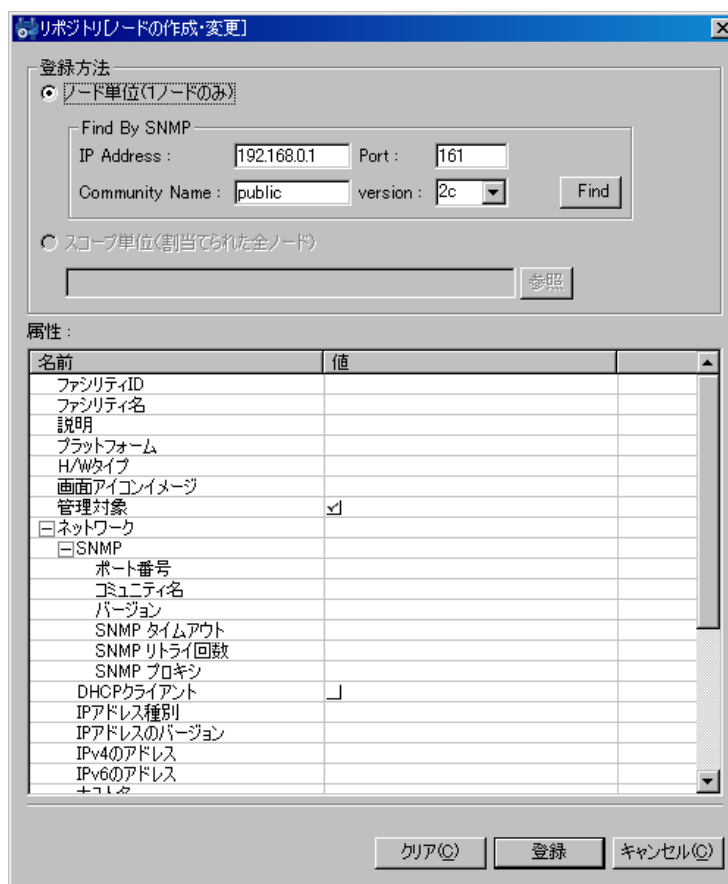 リポジトリ[ノードの作成・変更]
登録方法
ノード単位(1ノードのみ)
Find By SNMP
IP Address : 192.168.0.1 Port : 161
Community Name : public version : 2c Find
スコープ単位(割当てられた全ノード)
参照
属性 :
名前 値
ファシリティID
ファシリティ名
説明
プラットフォーム
H/Wタイプ
画面アイコンイメージ
管理対象
ネットワーク
SNMP
ポート番号
コミュニティ名
バージョン
SNMP タイムアウト
SNMP リトライ回数
SNMP プロキシ
DHCPクライアント
IPアドレス種別
IPアドレスのバージョン
IPv4のアドレス
IPv6のアドレス
クリア(C) 登録 キャンセル(C)